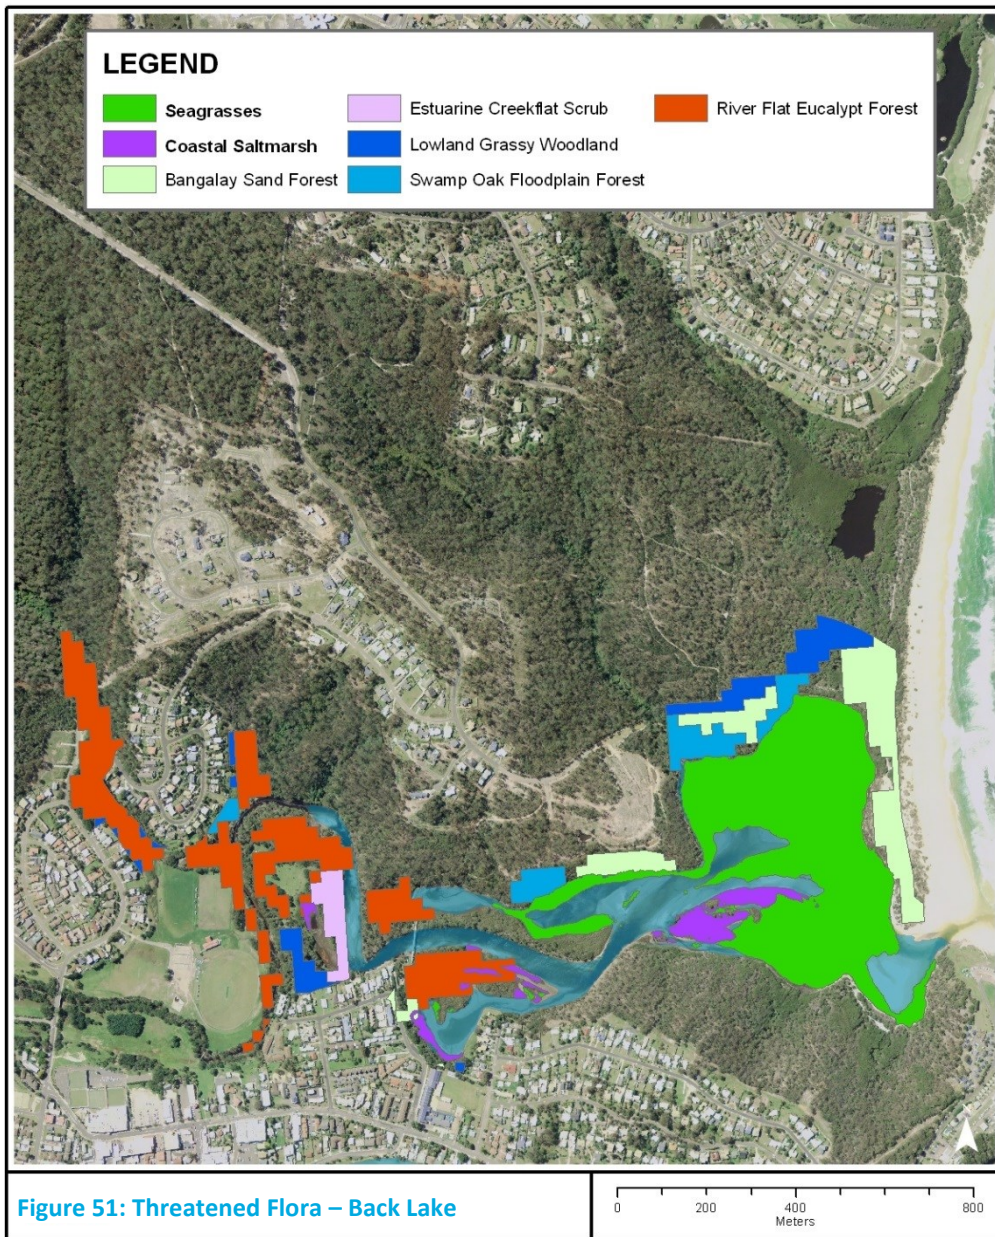 LEGEND
Seagrasses
Coastal Saltmarsh
Bangalay Sand Forest
Estuarine Creekflat Scrub
Lowland Grassy Woodland
Swamp Oak Floodplain Forest
River Flat Eucalypt Forest
Figure 51: Threatened Flora – Back Lake
0 200 400 800
Meters